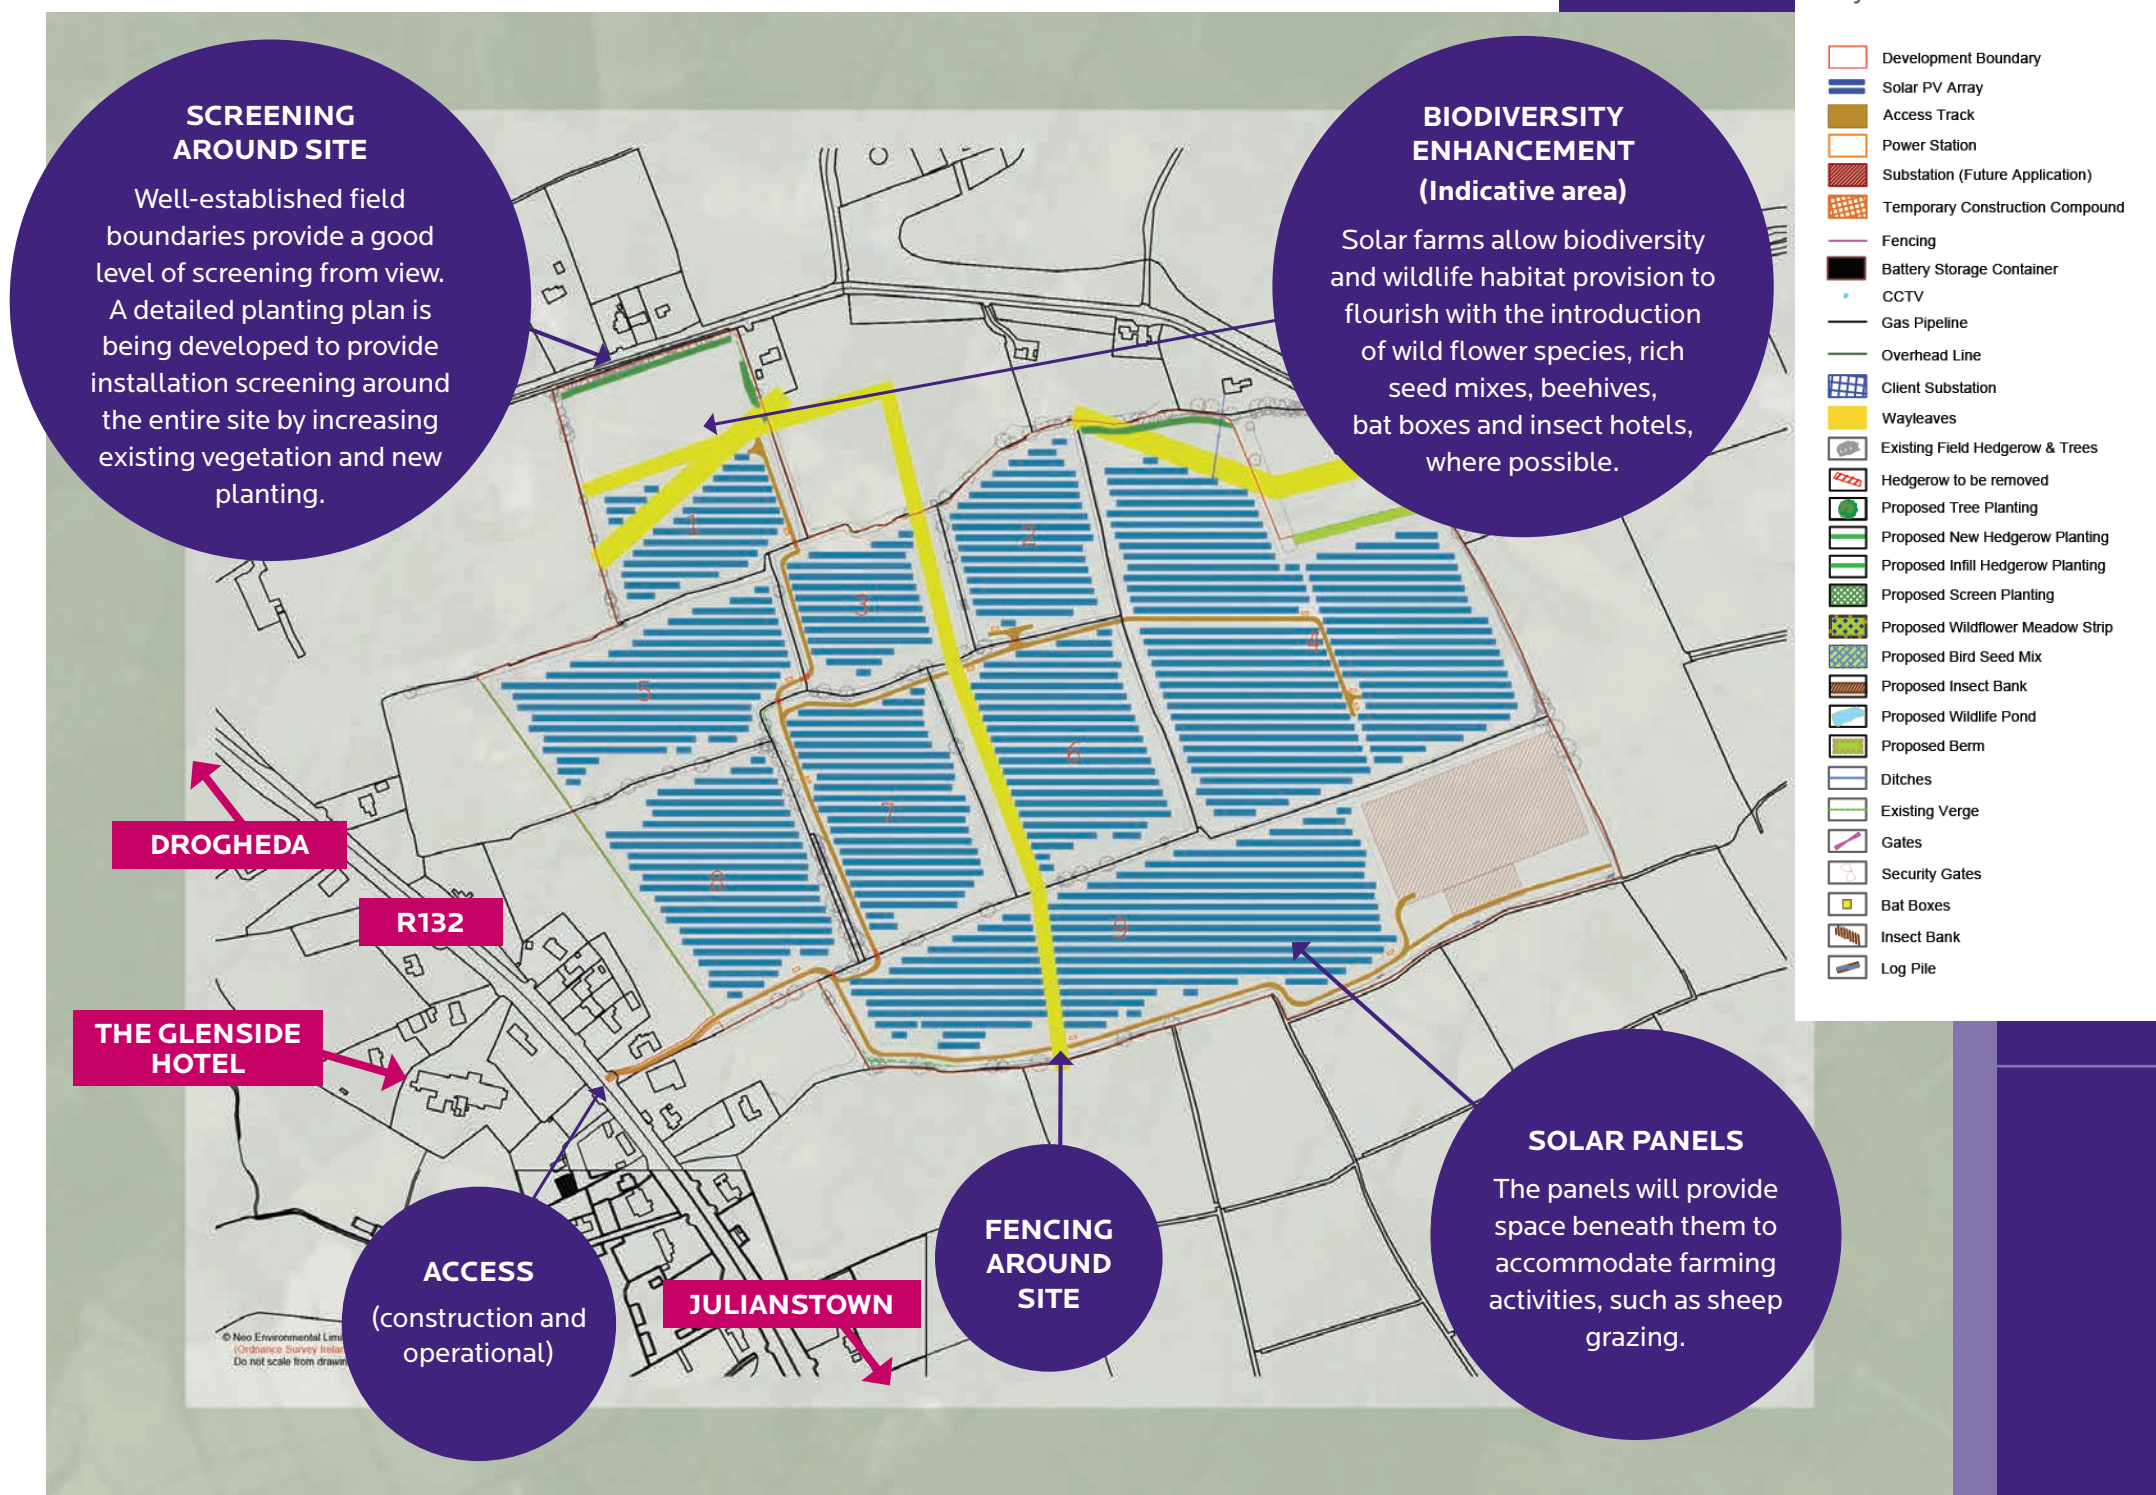 SCREENING
AROUND SITE
Well-established field
boundaries provide a good
level of screening from view.
A detailed planting plan is
being developed to provide
installation screening around
the entire site by increasing
existing vegetation and new
planting.
BIODIVERSITY
ENHANCEMENT
(Indicative area)
Solar farms allow biodiversity
and wildlife habitat provision to
flourish with the introduction
of wild flower species, rich
seed mixes, beehives,
bat boxes and insect hotels,
where possible.
Development Boundary
Solar PV Array
Access Track
Power Station
Substation (Future Application)
Temporary Construction Compound
Fencing
Battery Storage Container
CCTV
Gas Pipeline
Overhead Line
Client Substation
Wayleaves
Existing Field Hedgerow & Trees
Hedgerow to be removed
Proposed Tree Planting
Proposed New Hedgerow Planting
Proposed Infill Hedgerow Planting
Proposed Screen Planting
Proposed Wildflower Meadow Strip
Proposed Bird Seed Mix
Proposed Insect Bank
Proposed Wildlife Pond
Proposed Berm
Ditches
Existing Verge
Gates
Security Gates
Bat Boxes
Insect Bank
Log Pile
1
2
3
4
5
6
7
8
9
DROGHEDA
R132
THE GLENSIDE
HOTEL
JULIANSTOWN
ACCESS
(construction and
operational)
FENCING
AROUND
SITE
SOLAR PANELS
The panels will provide
space beneath them to
accommodate farming
activities, such as sheep
grazing.
© Neo Environmental
(Ordnance Survey
Do not scale from